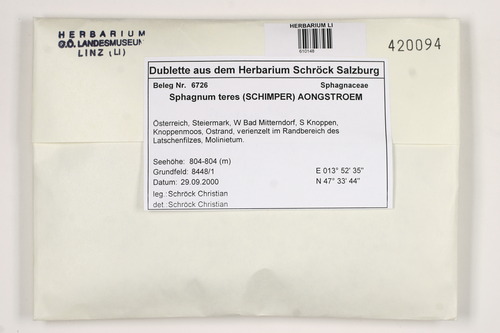 HERBARIUM
O.Ö. LANDESMUSEUM
LINZ (LI)
HERBARIUM LI
610148
420094
Dublette aus dem Herbarium Schröck Salzburg
Beleg Nr. 6726 Sphagnaceae
Sphagnum teres (SCHIMPER) AONGSTROEM
Österreich, Steiermark, W Bad Mitterndorf, S Knoppen,
Knoppenmoos, Ostrand, verienzelt im Randbereich des
Latschenfilzes, Molinietum.
Seehöhe: 804-804 (m) E 013° 52' 35"
Grundfeld: 8448/1
Datum: 29.09.2000 N 47° 33' 44"
leg.:Schröck Christian
det.:Schröck Christian